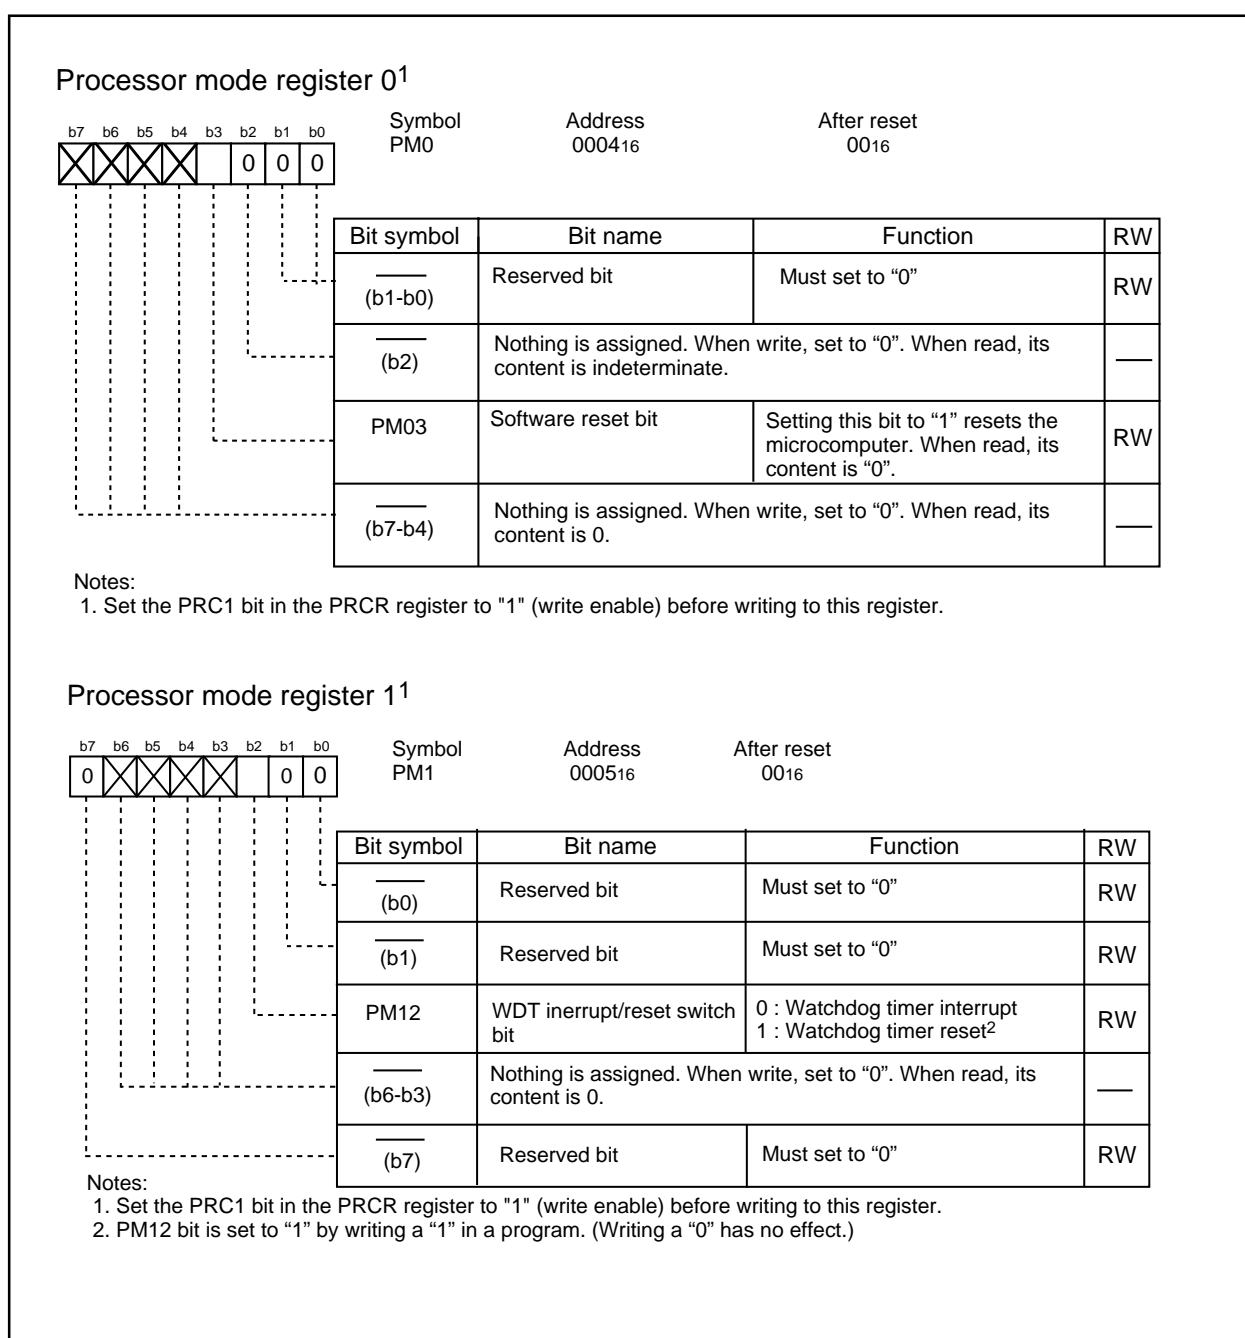 Processor mode register 0¹
Symbol Address After reset
b7 b6 b5 b4 b3 b2 b1 b0
PM0 000416 0016
0 0 0
Bit symbol Bit name Function RW
(b1-b0) Reserved bit Must set to “0” RW
(b2) Nothing is assigned. When write, set to “0”. When read, its
content is indeterminate.
PM03 Software reset bit Setting this bit to “1” resets the
microcomputer. When read, its
content is “0”.
RW
(b7-b4) Nothing is assigned. When write, set to “0”. When read, its
content is 0.
Notes:
1. Set the PRC1 bit in the PRCR register to "1" (write enable) before writing to this register.
Processor mode register 1¹
b7 b6 b5 b4 b3 b2 b1 b0
Symbol Address After reset
PM1 000516 0016
0 0 0
Bit symbol Bit name Function RW
(b0) Reserved bit Must set to “0” RW
(b1) Reserved bit Must set to “0” RW
PM12 WDT inerrupt/reset switch
bit
0 : Watchdog timer interrupt
1 : Watchdog timer reset²
RW
(b6-b3) Nothing is assigned. When write, set to “0”. When read, its
content is 0.
(b7) Reserved bit Must set to “0” RW
Notes:
1. Set the PRC1 bit in the PRCR register to "1" (write enable) before writing to this register.
2. PM12 bit is set to “1” by writing a “1” in a program. (Writing a “0” has no effect.)